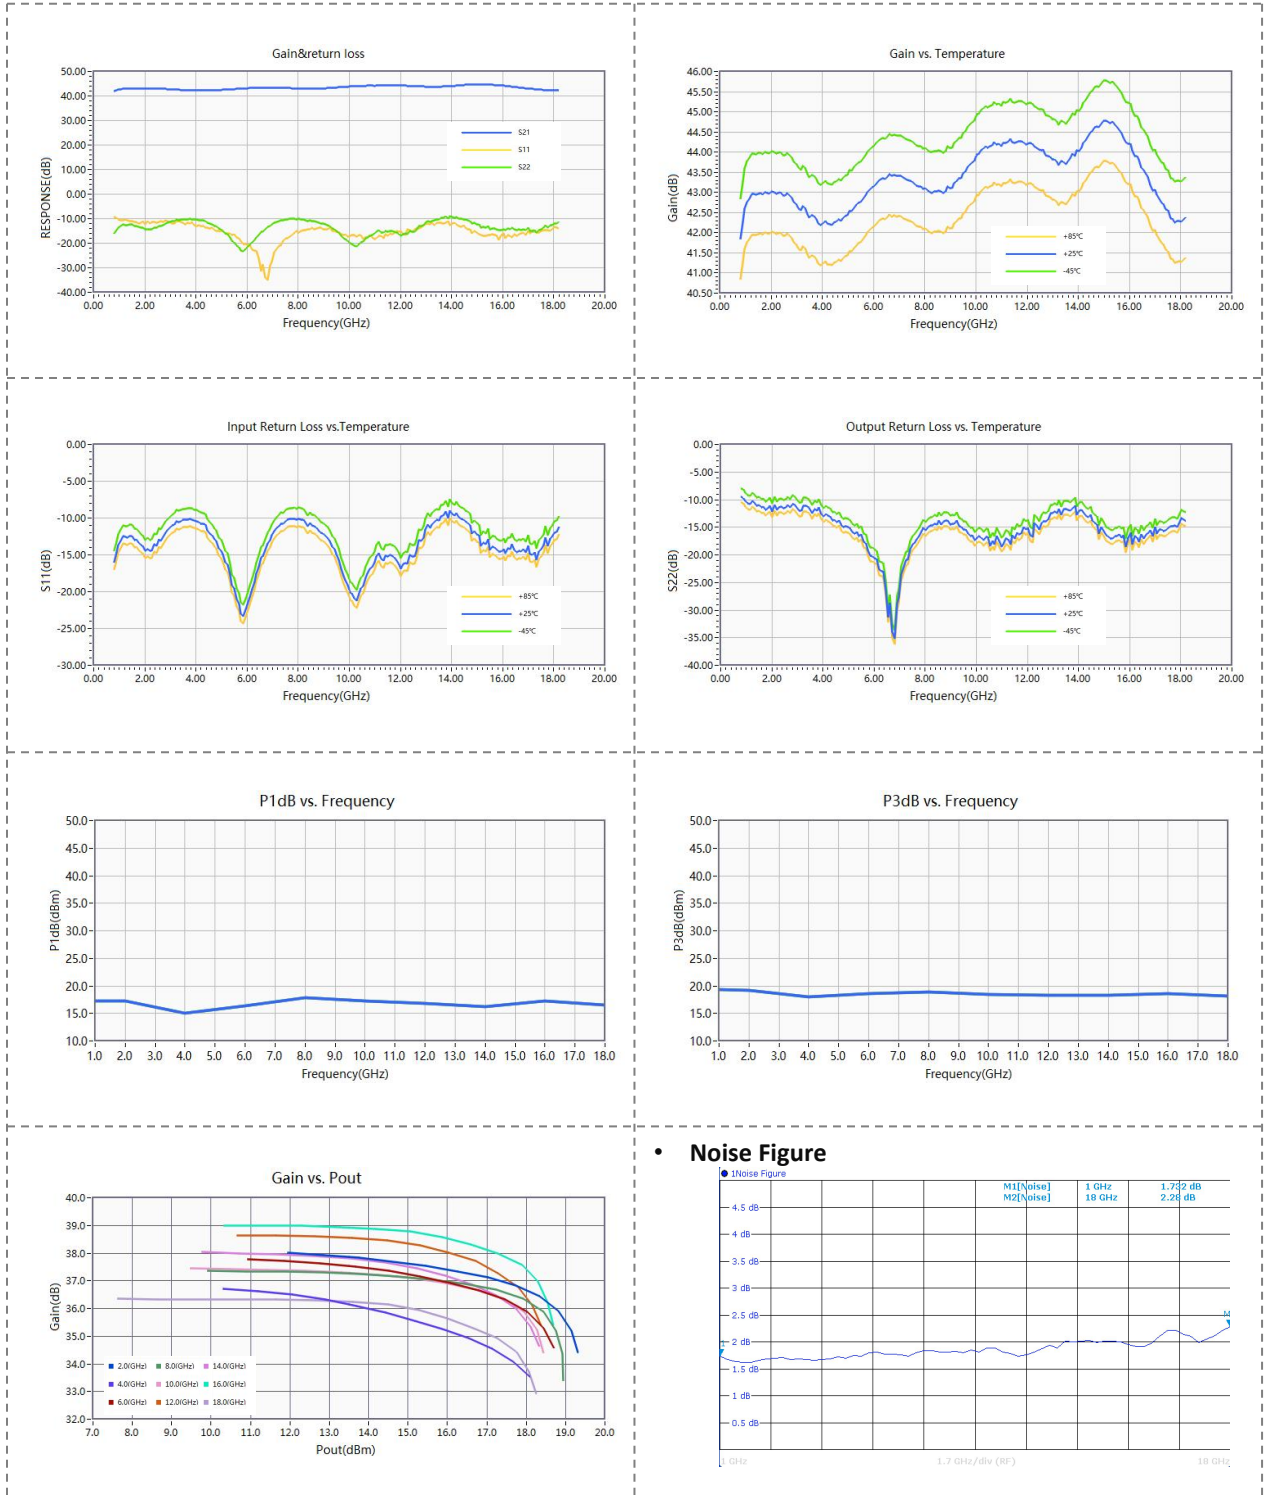 Gain&return loss
50.00
40.00
30.00
20.00
10.00
0.00
-10.00
-20.00
-30.00
-40.00
RESPONSE(dB)
S21
S11
S22
0.00 2.00 4.00 6.00 8.00 10.00 12.00 14.00 16.00 18.00 20.00
Frequency(GHz)
Gain vs. Temperature
46.00
45.50
45.00
44.50
44.00
43.50
43.00
42.50
42.00
41.50
41.00
40.50
Gain(dB)
+85℃
+25℃
-45℃
0.00 2.00 4.00 6.00 8.00 10.00 12.00 14.00 16.00 18.00 20.00
Frequency(GHz)
Input Return Loss vs.Temperature
0.00
-5.00
-10.00
-15.00
-20.00
-25.00
-30.00
S11(dB)
+85℃
+25℃
-45℃
0.00 2.00 4.00 6.00 8.00 10.00 12.00 14.00 16.00 18.00 20.00
Frequency(GHz)
Output Return Loss vs. Temperature
0.00
-5.00
-10.00
-15.00
-20.00
-25.00
-30.00
-35.00
-40.00
S22(dB)
+85℃
+25℃
-45℃
0.00 2.00 4.00 6.00 8.00 10.00 12.00 14.00 16.00 18.00 20.00
Frequency(GHz)
P1dB vs. Frequency
50.0
45.0
40.0
35.0
30.0
25.0
20.0
15.0
10.0
P1dB(dBm)
1.0 2.0 3.0 4.0 5.0 6.0 7.0 8.0 9.0 10.0 11.0 12.0 13.0 14.0 15.0 16.0 17.0 18.0
Frequency(GHz)
P3dB vs. Frequency
50.0
45.0
40.0
35.0
30.0
25.0
20.0
15.0
10.0
P3dB(dBm)
1.0 2.0 3.0 4.0 5.0 6.0 7.0 8.0 9.0 10.0 11.0 12.0 13.0 14.0 15.0 16.0 17.0 18.0
Frequency(GHz)
Gain vs. Pout
40.0
39.0
38.0
37.0
36.0
35.0
34.0
33.0
32.0
Gain(dB)
2.0(GHz) 8.0(GHz) 14.0(GHz)
4.0(GHz) 10.0(GHz) 16.0(GHz)
6.0(GHz) 12.0(GHz) 18.0(GHz)
7.0 8.0 9.0 10.0 11.0 12.0 13.0 14.0 15.0 16.0 17.0 18.0 19.0 20.0
Pout(dBm)
• Noise Figure
1Noise Figure
M1[Noise] 1 GHz 1.732 dB
M2[Noise] 18 GHz 2.28 dB
4.5 dB
4 dB
3.5 dB
3 dB
2.5 dB
2 dB
1.5 dB
1 dB
0.5 dB
1 GHz 1.7 GHz/div (RF) 18 GHz